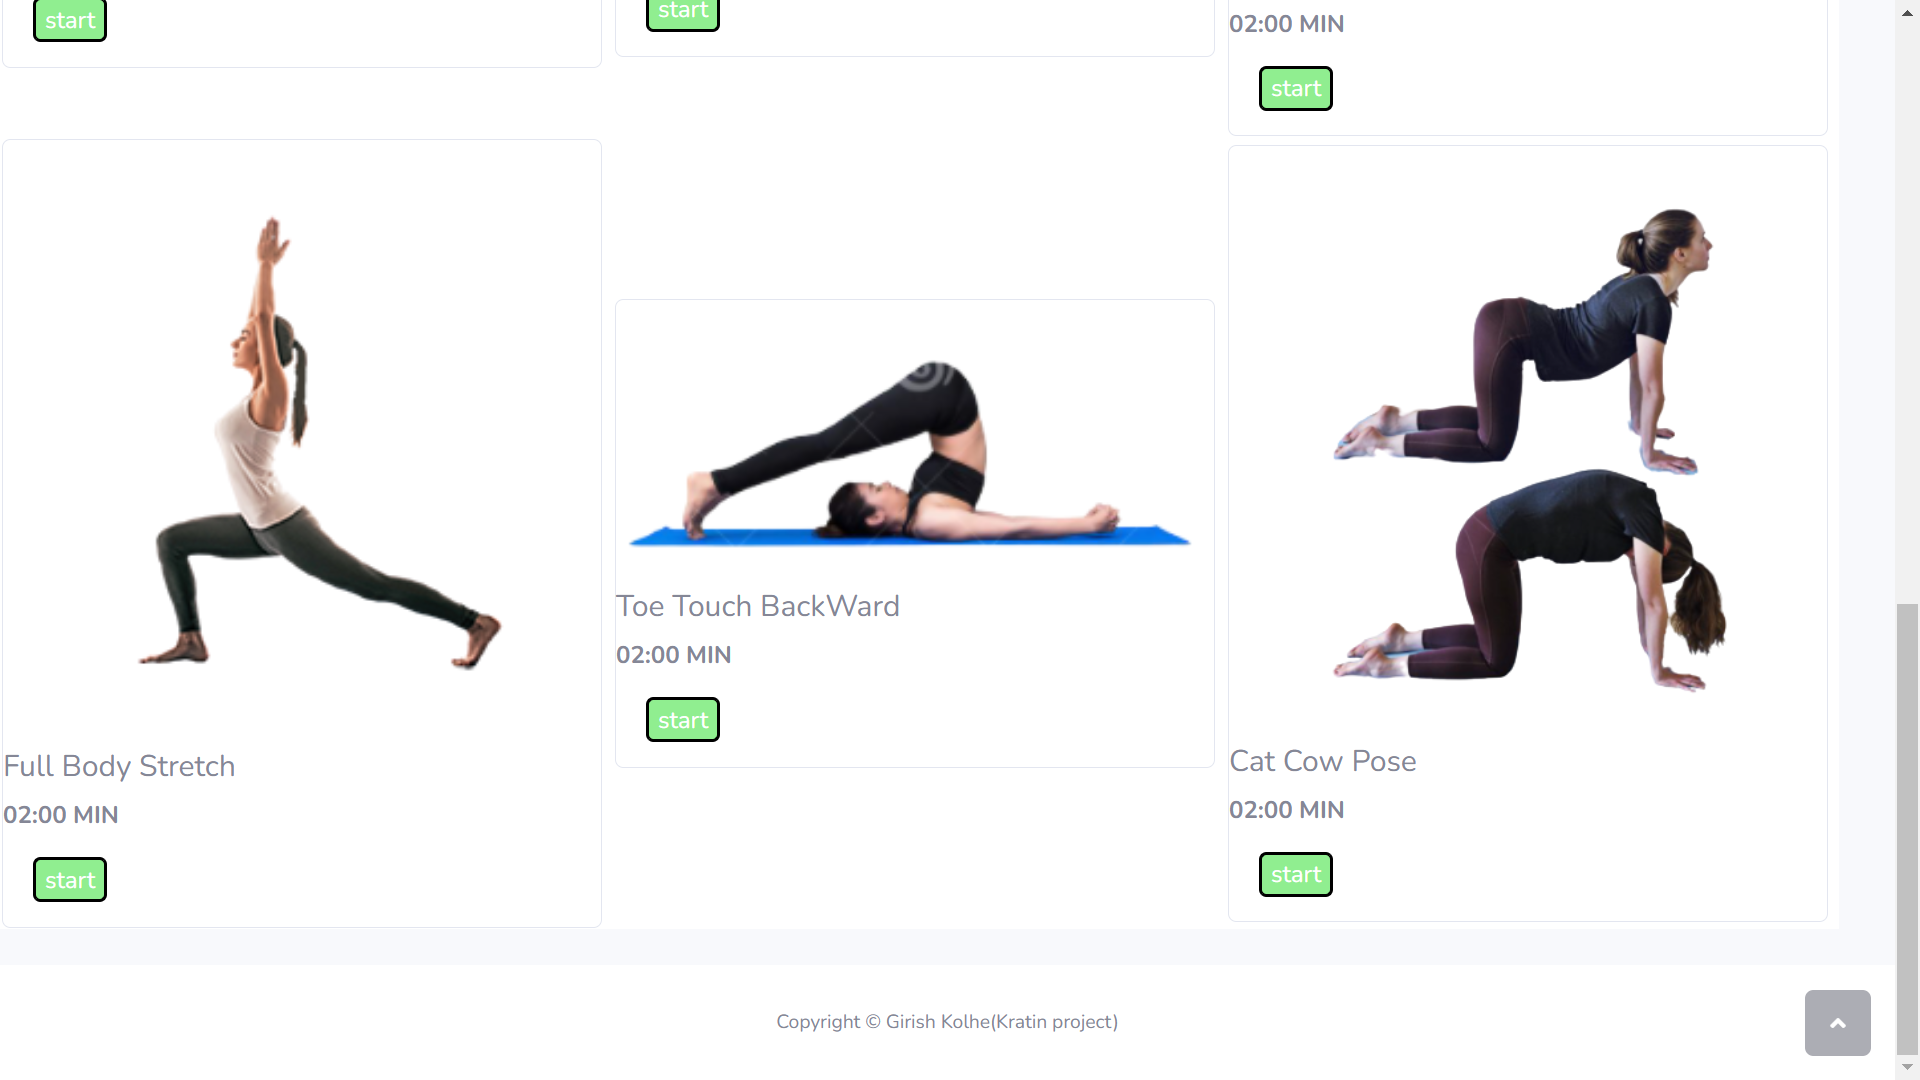 start
start
02:00 MIN
start
Full Body Stretch
02:00 MIN
start
Toe Touch BackWard
02:00 MIN
start
Cat Cow Pose
02:00 MIN
start
Copyright © Girish Kolhe(Kratin project)